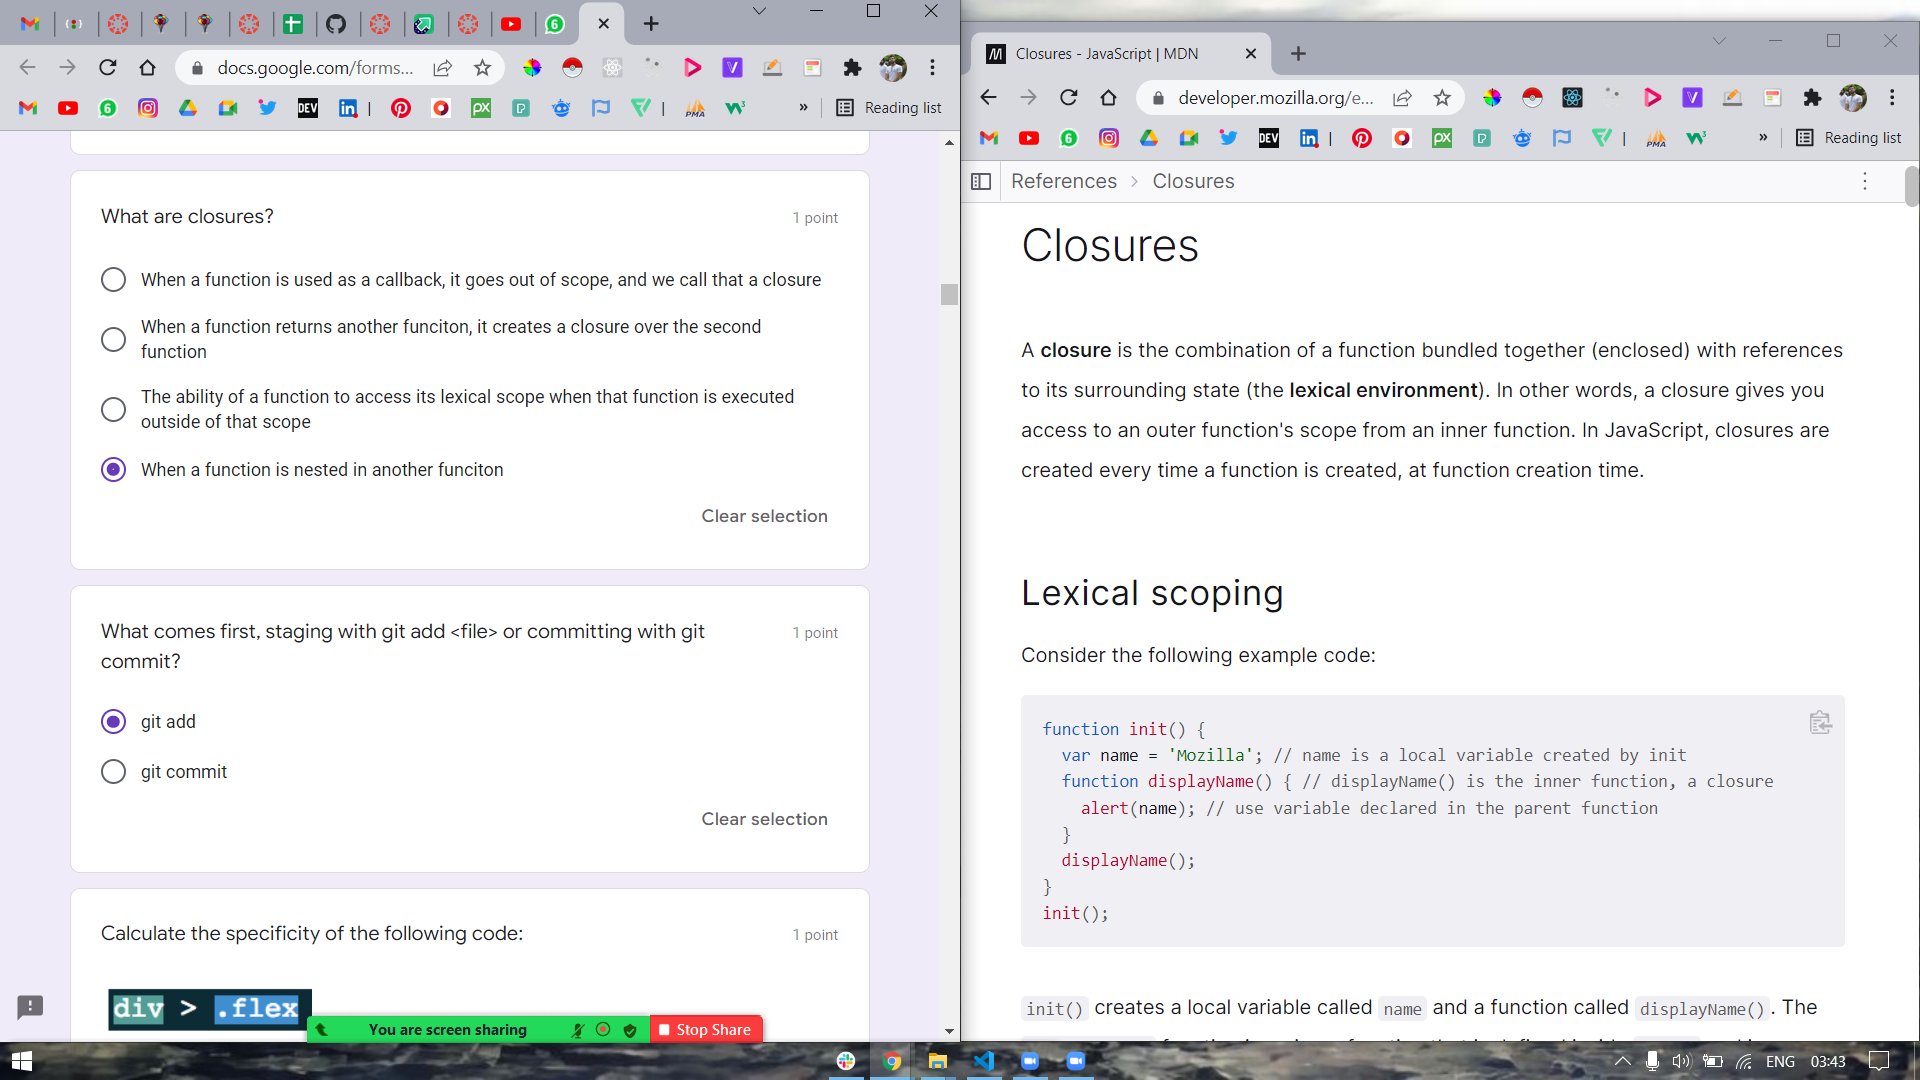 docs.google.com/forms...
Reading list
What are closures?
1 point
When a function is used as a callback, it goes out of scope, and we call that a closure
When a function returns another funciton, it creates a closure over the second
function
The ability of a function to access its lexical scope when that function is executed
outside of that scope
When a function is nested in another funciton
Clear selection
What comes first, staging with git add <file> or committing with git
commit?
1 point
git add
git commit
Clear selection
Calculate the specificity of the following code:
1 point
div > .flex
You are screen sharing
Stop Share
Closures - JavaScript | MDN
developer.mozilla.org/e...
Reading list
References > Closures
Closures
A closure is the combination of a function bundled together (enclosed) with references
to its surrounding state (the lexical environment). In other words, a closure gives you
access to an outer function's scope from an inner function. In JavaScript, closures are
created every time a function is created, at function creation time.
Lexical scoping
Consider the following example code:
function init() {
var name = 'Mozilla'; // name is a local variable created by init
function displayName() { // displayName() is the inner function, a closure
alert(name); // use variable declared in the parent function
}
displayName();
}
init();
init() creates a local variable called name and a function called displayName(). The
ENG 03:43